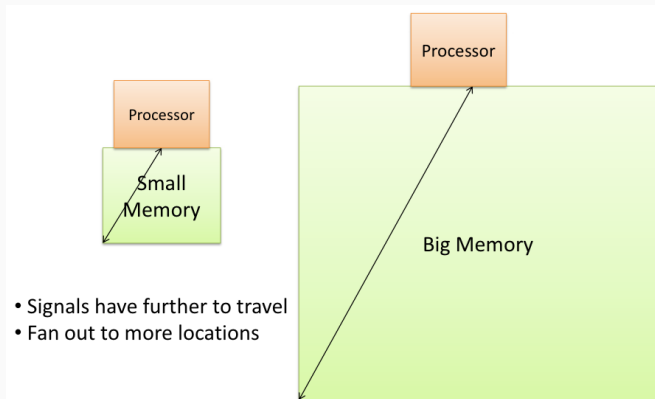 Processor
Small
Memory
Processor
Big Memory
• Signals have further to travel
• Fan out to more locations